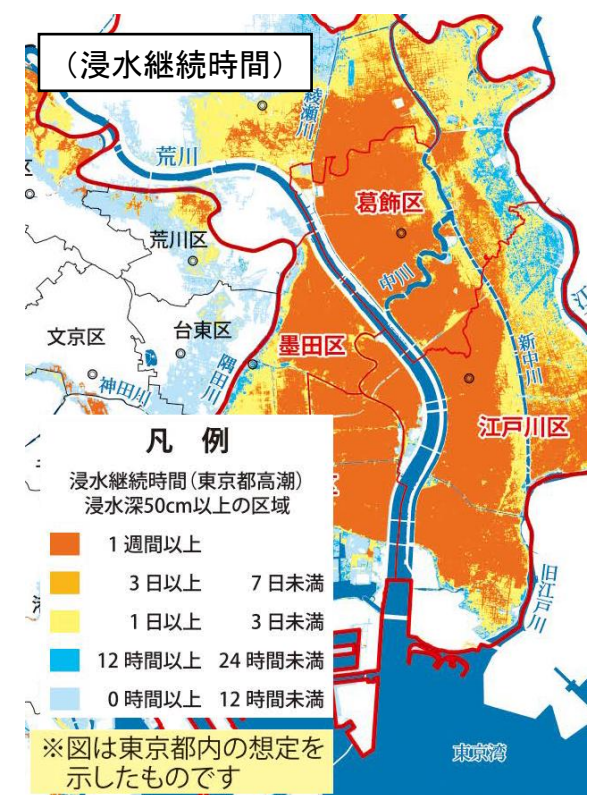 (浸水継続時間)
綾瀬川
荒川
葛飾区
荒川区
中川
文京区
台東区
墨田区
隅田川
新中川
神田川
江戸川区
凡 例
浸水継続時間(東京都高潮)
浸水深50cm以上の区域
1週間以上
3日以上 7日未満
1日以上 3日未満
12時間以上 24時間未満
0時間以上 12時間未満
旧江戸川
東京湾
※図は東京都内の想定を
示したものです